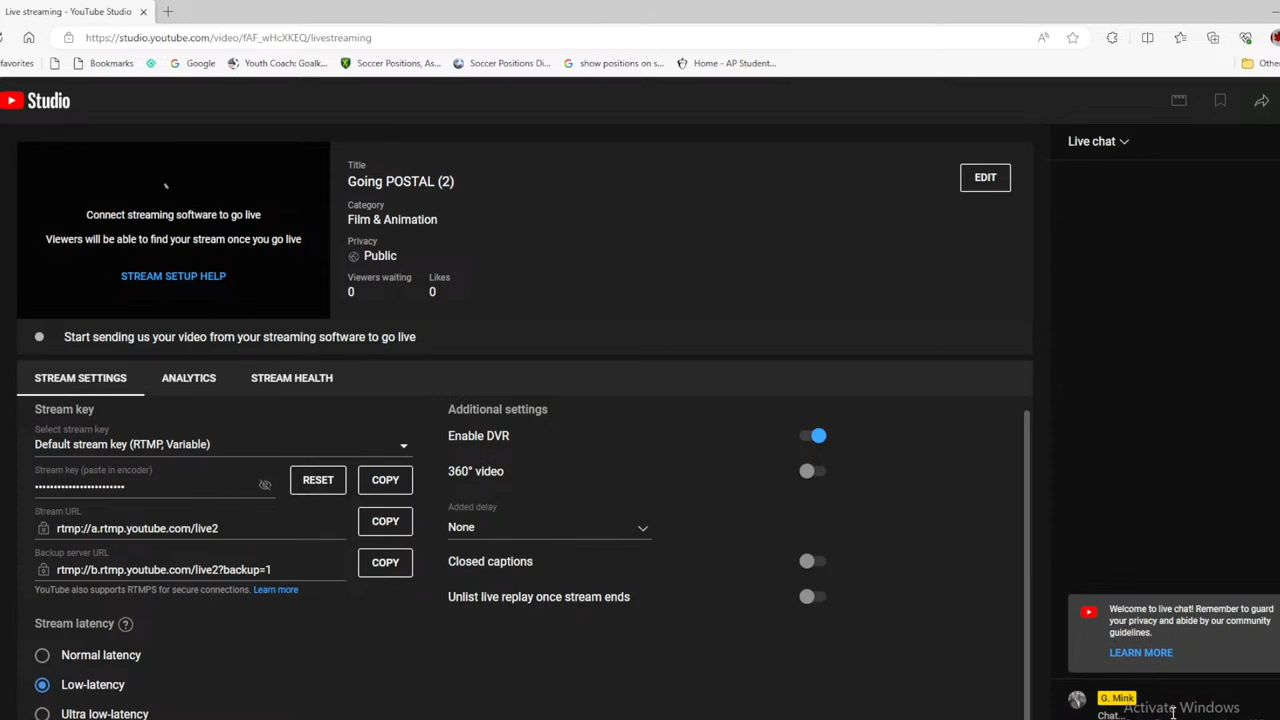 Live streaming - YouTube Studio
https://studio.youtube.com/video/fAF_wHcXKEQ/livestreaming
favorites Bookmarks Google Youth Coach: Goalk... Soccer Positions, As... Soccer Positions Di... show positions on s... Home - AP Student... Othe
Studio
Live chat
Connect streaming software to go live
Viewers will be able to find your stream once you go live
STREAM SETUP HELP
Title
Going POSTAL (2)
EDIT
Category
Film & Animation
Privacy
Public
Viewers waiting Likes
0 0
Start sending us your video from your streaming software to go live
STREAM SETTINGS ANALYTICS STREAM HEALTH
Stream key
Select stream key
Default stream key (RTMP, Variable)
Stream key (paste in encoder)
••••••••••••••••••••••••
RESET COPY
Stream URL
rtmp://a.rtmp.youtube.com/live2
COPY
Backup server URL
rtmp://b.rtmp.youtube.com/live2?backup=1
COPY
YouTube also supports RTMPS for secure connections. Learn more
Stream latency ?
Normal latency
Low-latency
Ultra low-latency
Additional settings
Enable DVR
360° video
Added delay
None
Closed captions
Unlist live replay once stream ends
Welcome to live chat! Remember to guard
your privacy and abide by our community
guidelines.
LEARN MORE
G. Mink
Chat...
Activate Windows